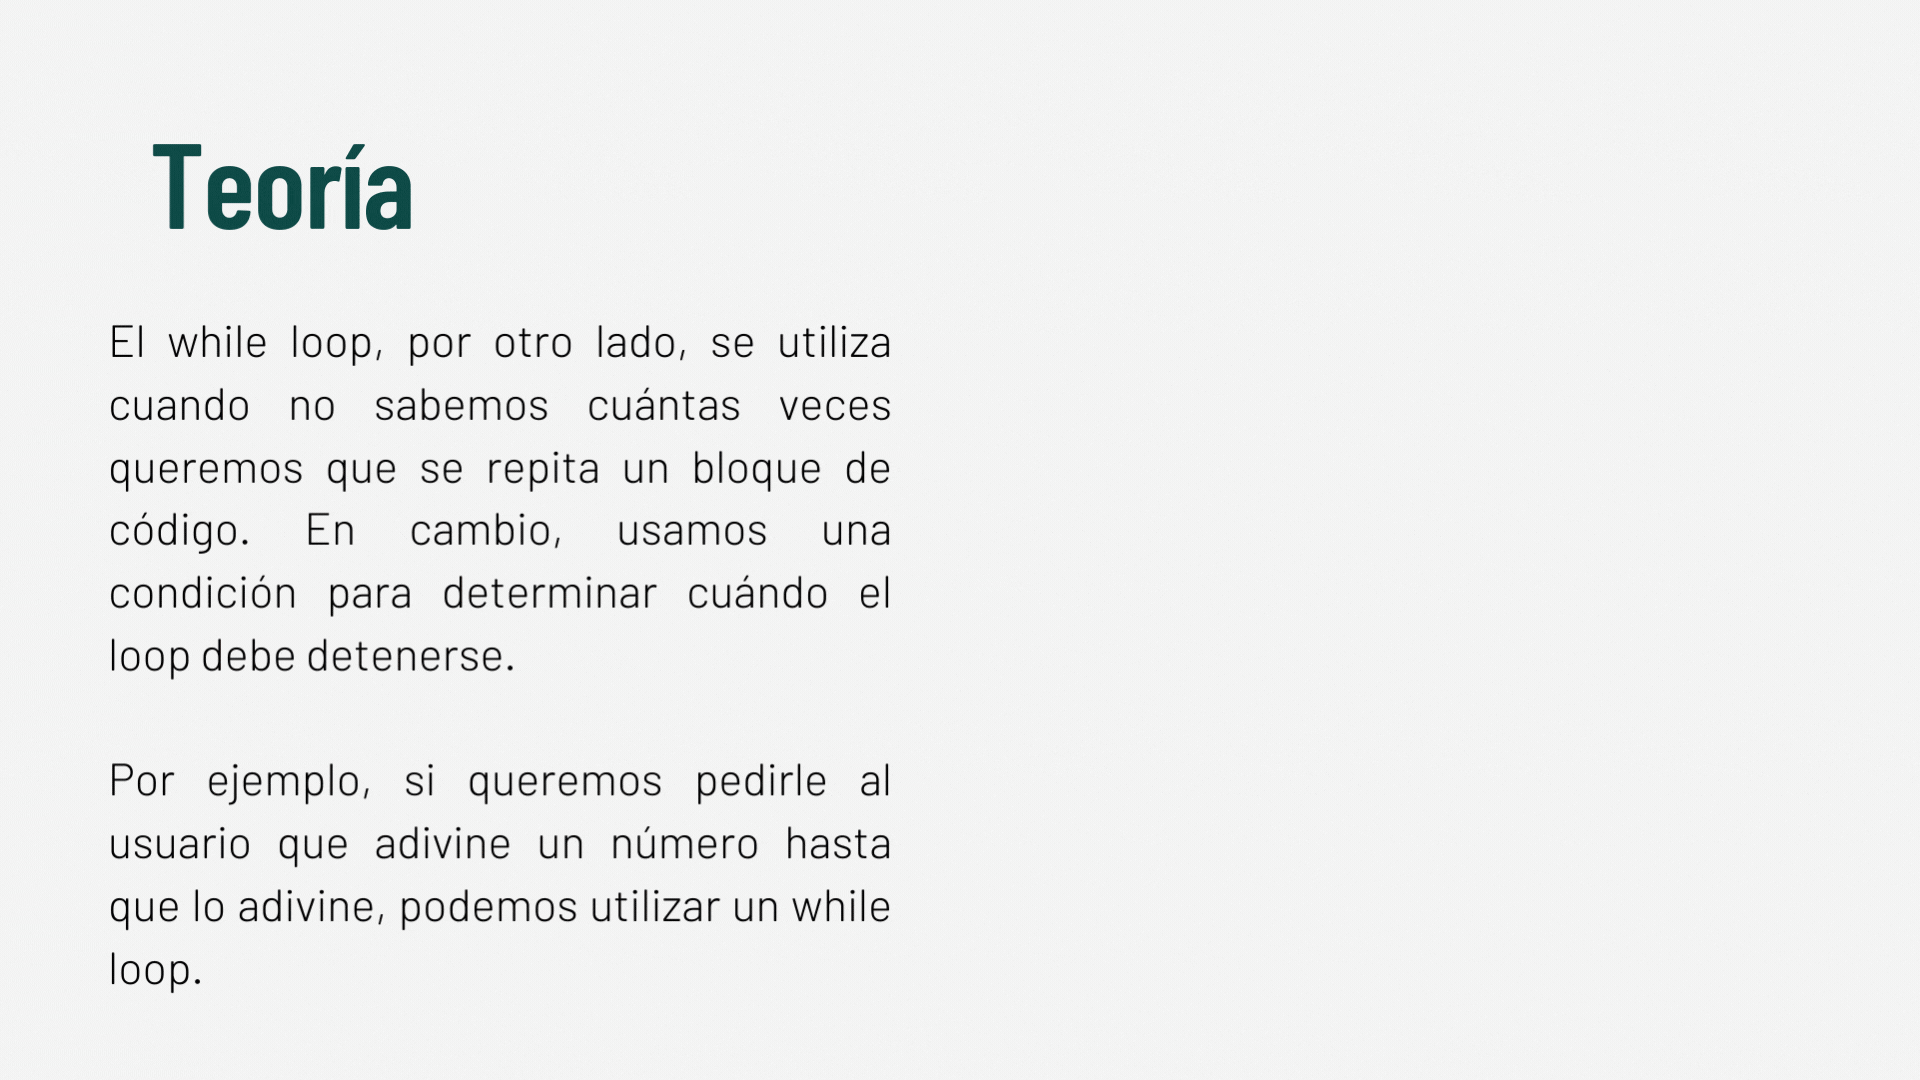 Teoría
El while loop, por otro lado, se utiliza
cuando no sabemos cuántas veces
queremos que se repita un bloque de
código. En cambio, usamos una
condición para determinar cuándo el
loop debe detenerse.
Por ejemplo, si queremos pedirle al
usuario que adivine un número hasta
que lo adivine, podemos utilizar un while
loop.